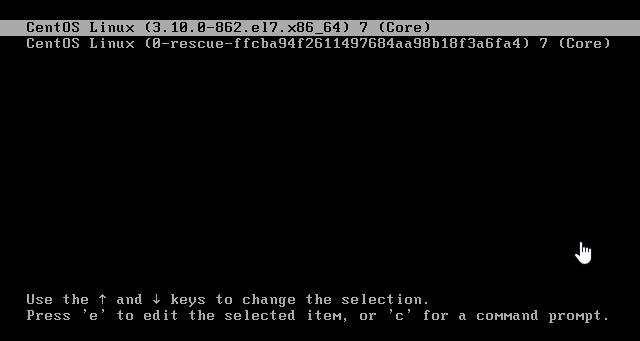 CentOS Linux (3.10.0-862.el7.x86_64) 7 (Core)
CentOS Linux (0-rescue-ffcba94f2611497684aa98b18f3a6fa4) 7 (Core)
Use the ↑ and ↓ keys to change the selection.
Press 'e' to edit the selected item, or 'c' for a command prompt.